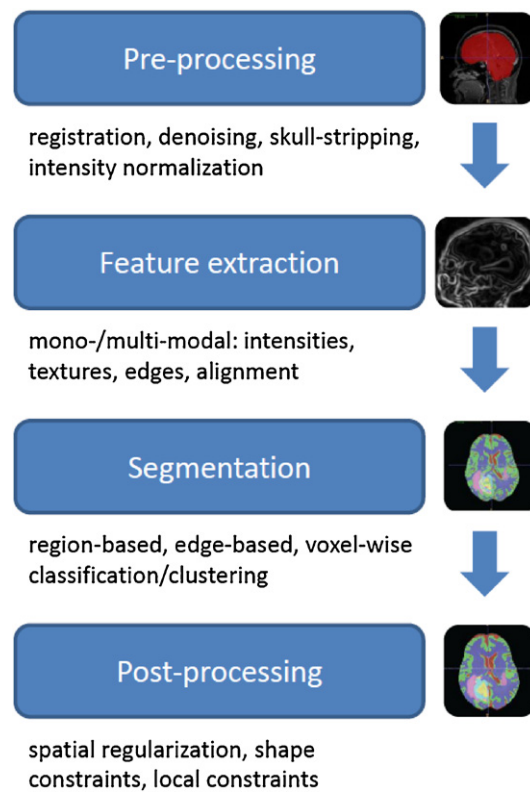 Pre-processing
registration, denoising, skull-stripping,
intensity normalization
Feature extraction
mono-/multi-modal: intensities,
textures, edges, alignment
Segmentation
region-based, edge-based, voxel-wise
classification/clustering
Post-processing
spatial regularization, shape
constraints, local constraints